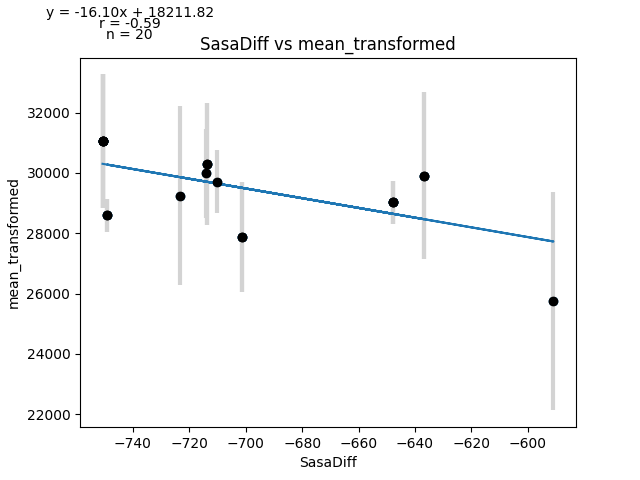 y = -16.10x + 18211.82
r = -0.59
n = 20
SasaDiff vs mean_transformed
mean_transformed
32000
30000
28000
26000
24000
22000
−740
−720
−700
−680
−660
−640
−620
−600
SasaDiff